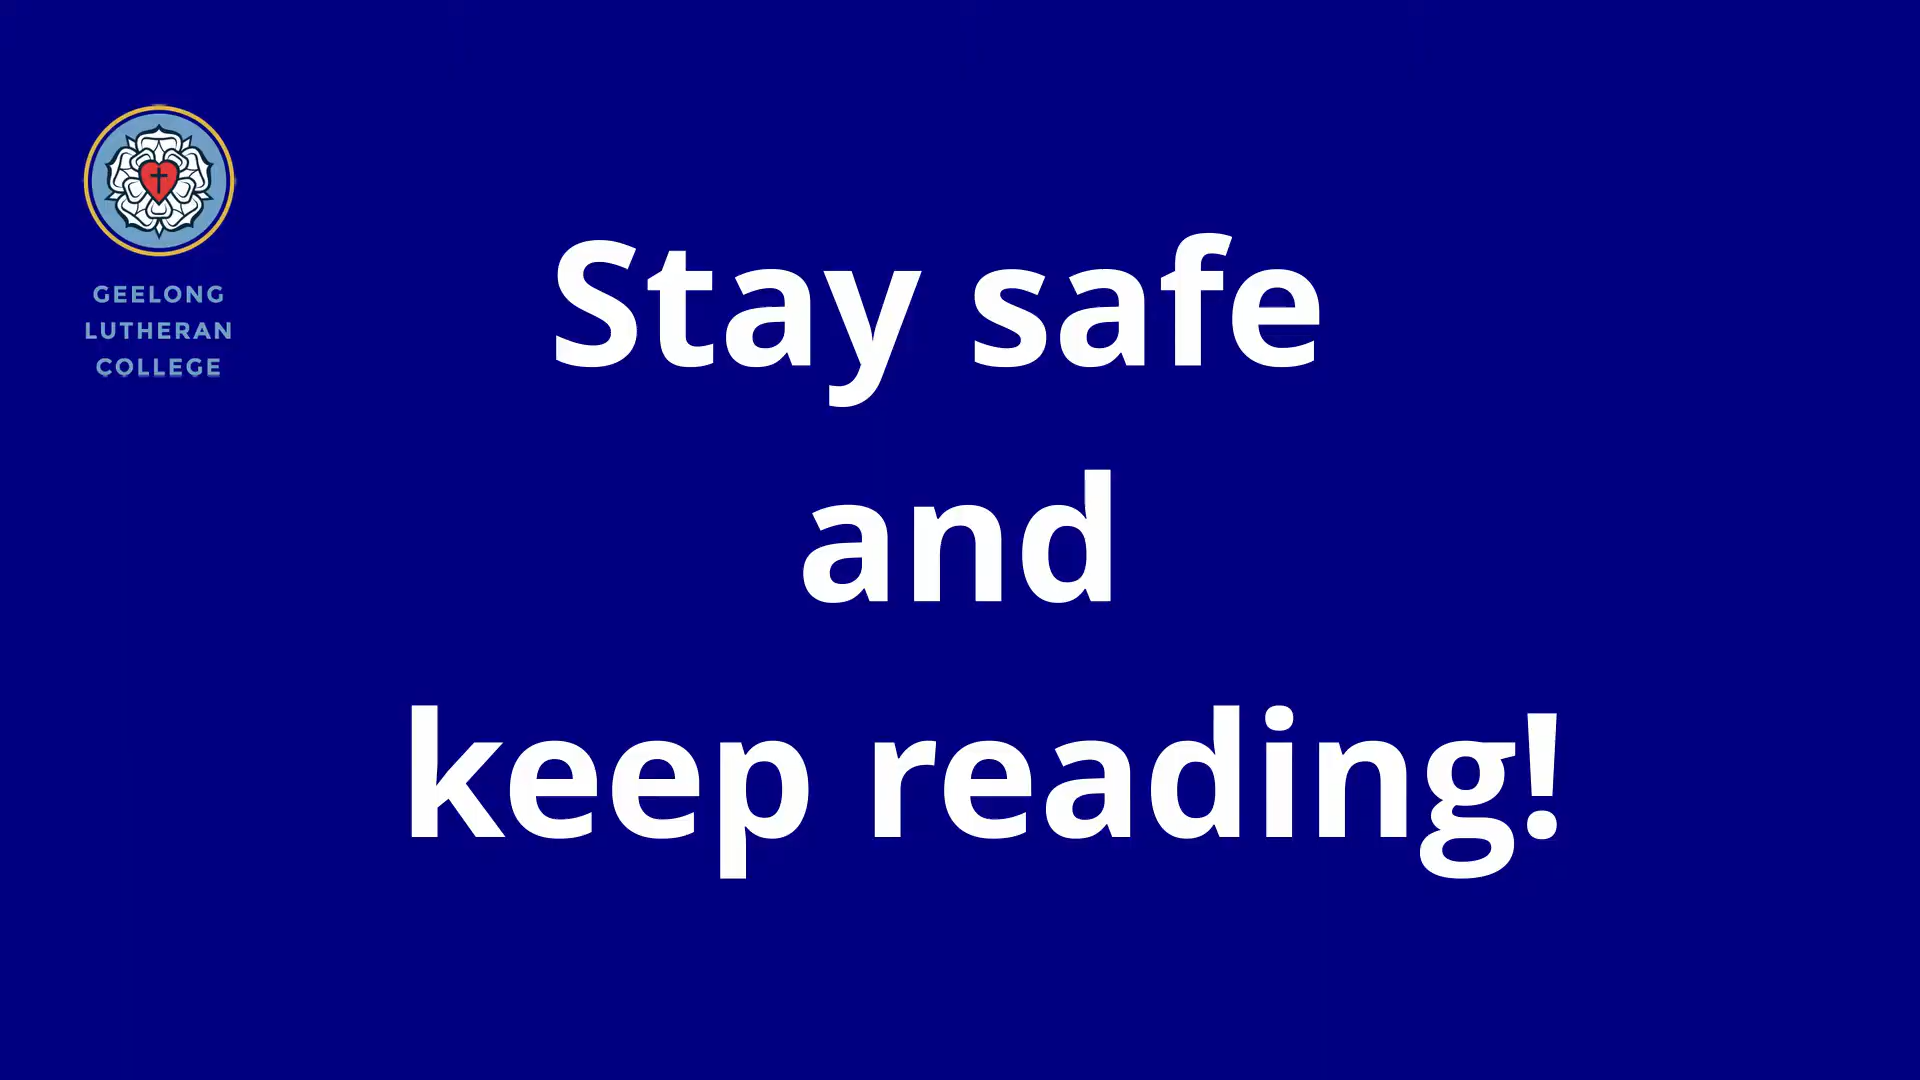 GEELONG
LUTHERAN
COLLEGE
Stay safe
and
keep reading!